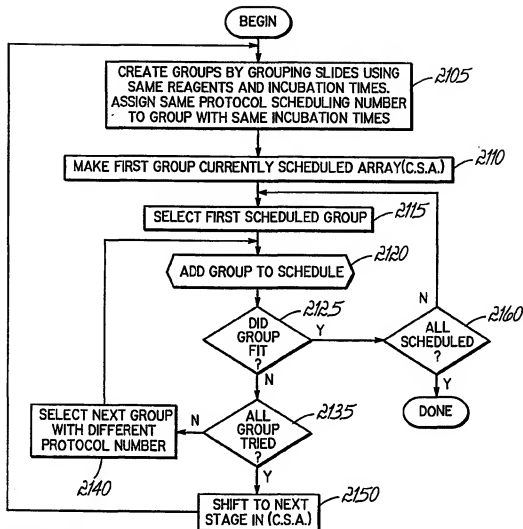 BEGIN
CREATE GROUPS BY GROUPING SLIDES USING
SAME REAGENTS AND INCUBATION TIMES.
ASSIGN SAME PROTOCOL SCHEDULING NUMBER
TO GROUP WITH SAME INCUBATION TIMES
2105
MAKE FIRST GROUP CURRENTLY SCHEDULED ARRAY(C.S.A.)
2110
SELECT FIRST SCHEDULED GROUP
2115
ADD GROUP TO SCHEDULE
2120
DID
GROUP
FIT
?
2125
Y
N
N
ALL
SCHEDULED
?
2160
Y
DONE
ALL
GROUP
TRIED
?
2135
N
Y
SELECT NEXT GROUP
WITH DIFFERENT
PROTOCOL NUMBER
2140
SHIFT TO NEXT
STAGE IN (C.S.A.)
2150